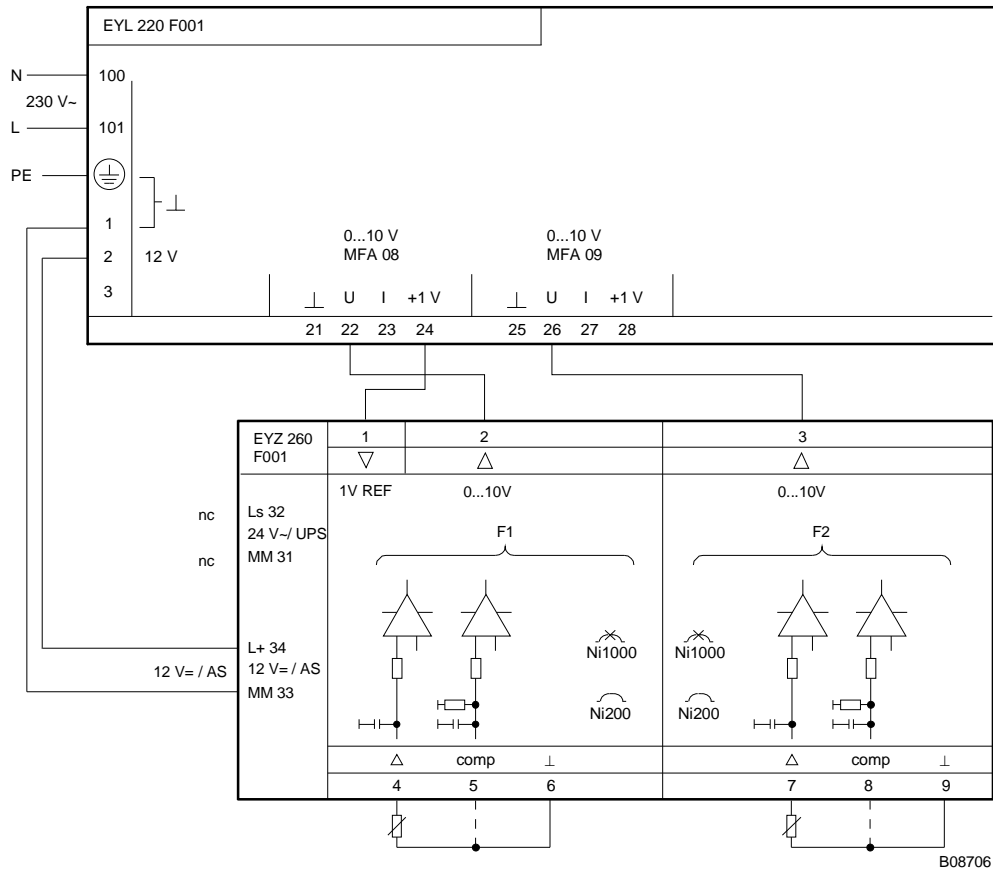 EYL 220 F001
N 100
230 V~
L 101
PE
1
2 12 V
3
0...10 V 0...10 V
MFA 08 MFA 09
⊥ U I +1 V ⊥ U I +1 V
21 22 23 24 25 26 27 28
EYZ 260 1 2 3
F001
1V REF 0...10V 0...10V
nc Ls 32
24 V~/ UPS F1 F2
nc MM 31
L+ 34 Ni1000 Ni1000
12 V= / AS 12 V= / AS
MM 33
Ni200 Ni200
comp ⊥ comp ⊥
4 5 6 7 8 9
B08706